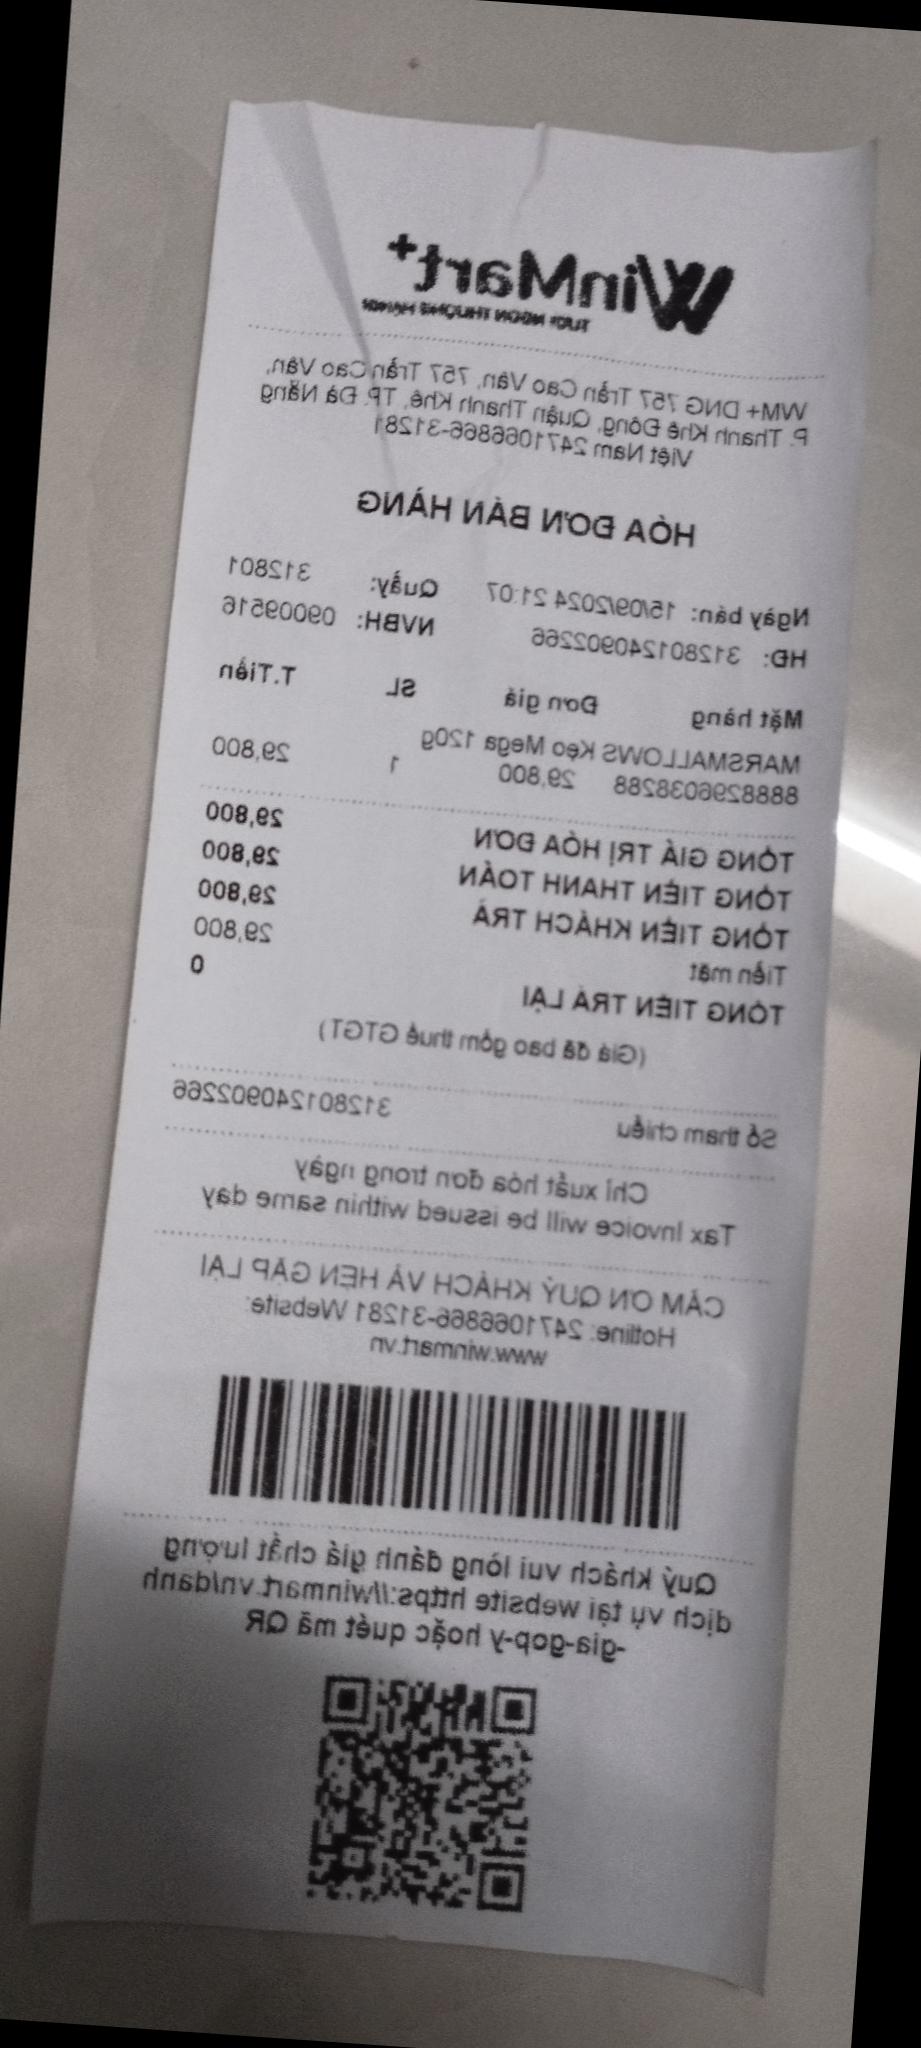 WinMart+
TƯƠI NGON THƯỢNG HẠNG
WM+ DNG 757 Trần Cao Vân, 757 Trần Cao Vân,
P. Thanh Khê Đông, Quận Thanh Khê, TP. Đà Nẵng
Việt Nam 2471066866-31281
HÓA ĐƠN BÁN HÀNG
Ngày bán: 15/09/2024 21:07 Quầy: 312801
HĐ: 312801240902266 NVBH: 09009516
Mặt hàng Đơn giá SL T.Tiền
MARSMALLOWS Kẹo Mega 120g
8888296038288 29,800 1 29,800
TỔNG GIÁ TRỊ HÓA ĐƠN 29,800
TỔNG TIỀN THANH TOÁN 29,800
TỔNG TIỀN KHÁCH TRẢ 29,800
Tiền mặt 29,800
TỔNG TIỀN TRẢ LẠI 0
(Giá đã bao gồm thuế GTGT)
Số tham chiếu 312801240902266
Chỉ xuất hóa đơn trong ngày
Tax Invoice will be issued within same day
CẢM ƠN QUÝ KHÁCH VÀ HẸN GẶP LẠI
Hotline: 2471066866-31281 Website:
www.winmart.vn
Quý khách vui lòng đánh giá chất lượng
dịch vụ tại website https://winmart.vn/danh
-gia-gop-y hoặc quét mã QR